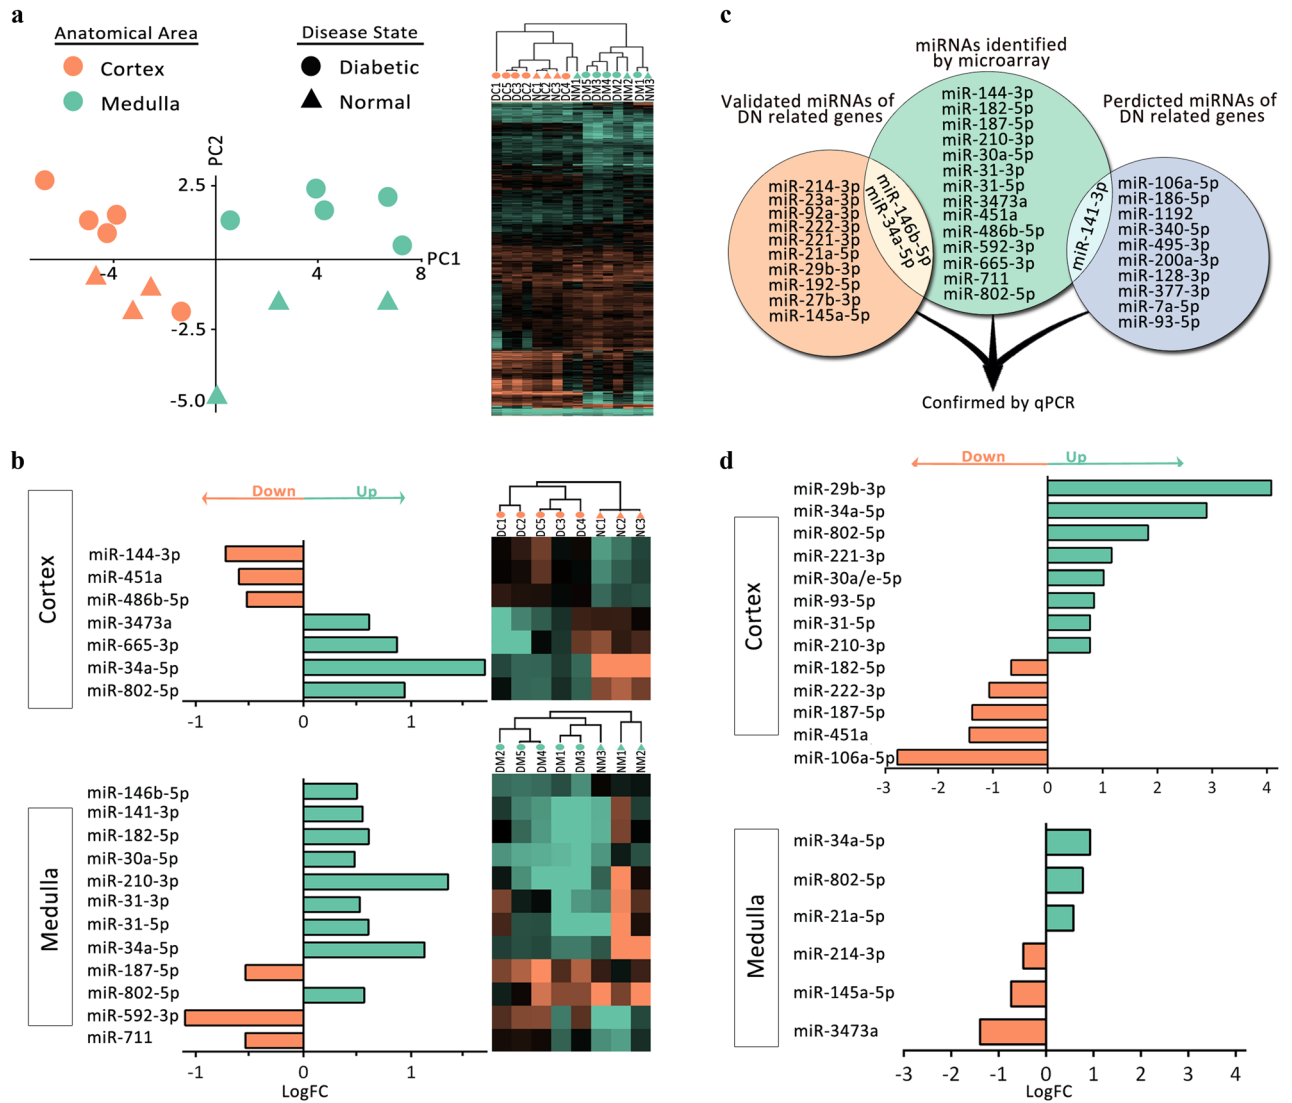 a
Anatomical Area
Cortex
Medulla
Disease State
Diabetic
Normal
PC2
2.5
-2.5
-5.0
-4
4
8
PC1
DC1
DC5
DC3
DC2
NC1
NC2
NC3
DC4
NM1
DM5
DM3
DM4
DM2
NM2
DM1
NM3
c
miRNAs identified
by microarray
Validated miRNAs of
DN related genes
Perdicted miRNAs of
DN related genes
miR-214-3p
miR-23a-3p
miR-92a-3p
miR-222-3p
miR-221-3p
miR-21a-5p
miR-29b-3p
miR-192-5p
miR-27b-3p
miR-145a-5p
miR-146b-5p
miR-34a-5p
miR-144-3p
miR-182-5p
miR-187-5p
miR-210-3p
miR-30a-5p
miR-31-3p
miR-31-5p
miR-3473a
miR-451a
miR-486b-5p
miR-592-3p
miR-665-3p
miR-711
miR-802-5p
miR-141-3p
miR-106a-5p
miR-186-5p
miR-1192
miR-340-5p
miR-495-3p
miR-200a-3p
miR-128-3p
miR-377-3p
miR-7a-5p
miR-93-5p
Confirmed by qPCR
b
Down
Up
Cortex
miR-144-3p
miR-451a
miR-486b-5p
miR-3473a
miR-665-3p
miR-34a-5p
miR-802-5p
-1
0
1
DC1
DC2
DC5
DC3
DC4
NC1
NC2
NC3
Medulla
miR-146b-5p
miR-141-3p
miR-182-5p
miR-30a-5p
miR-210-3p
miR-31-3p
miR-31-5p
miR-34a-5p
miR-187-5p
miR-802-5p
miR-592-3p
miR-711
-1
0
1
LogFC
DM2
DM5
DM4
DM1
DM3
NM3
NM1
NM2
d
Down
Up
Cortex
miR-29b-3p
miR-34a-5p
miR-802-5p
miR-221-3p
miR-30a/e-5p
miR-93-5p
miR-31-5p
miR-210-3p
miR-182-5p
miR-222-3p
miR-187-5p
miR-451a
miR-106a-5p
-3
-2
-1
0
1
2
3
4
Medulla
miR-34a-5p
miR-802-5p
miR-21a-5p
miR-214-3p
miR-145a-5p
miR-3473a
-3
-2
-1
0
1
2
3
4
LogFC